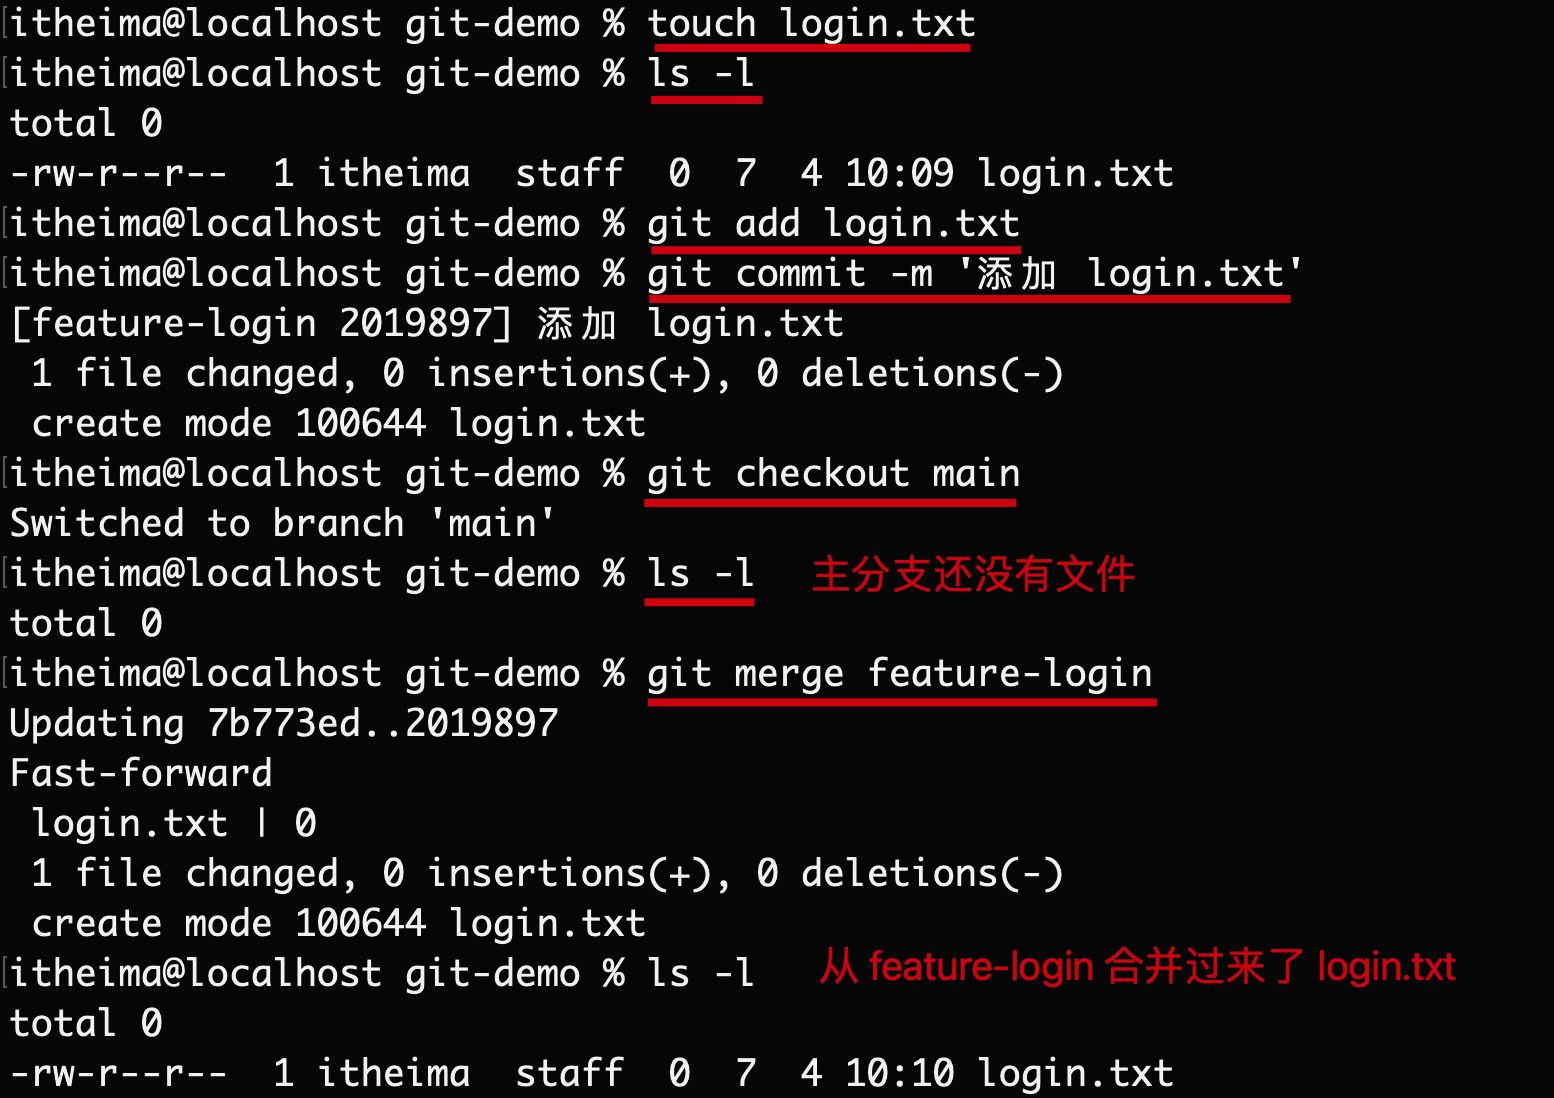 itheima@localhost git-demo % touch login.txt
itheima@localhost git-demo % ls -l
total 0
-rw-r--r--  1 itheima  staff  0  7  4 10:09 login.txt
itheima@localhost git-demo % git add login.txt
itheima@localhost git-demo % git commit -m '添加 login.txt'
[feature-login 2019897] 添加 login.txt
 1 file changed, 0 insertions(+), 0 deletions(-)
 create mode 100644 login.txt
itheima@localhost git-demo % git checkout main
Switched to branch 'main'
itheima@localhost git-demo % ls -l 主分支还没有文件
total 0
itheima@localhost git-demo % git merge feature-login
Updating 7b773ed..2019897
Fast-forward
 login.txt | 0
 1 file changed, 0 insertions(+), 0 deletions(-)
 create mode 100644 login.txt
itheima@localhost git-demo % ls -l 从 feature-login 合并过来了 login.txt
total 0
-rw-r--r--  1 itheima  staff  0  7  4 10:10 login.txt